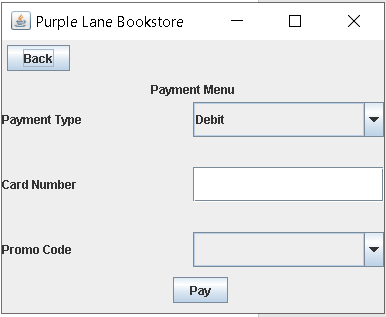 Purple Lane Bookstore
Back
Payment Menu
Payment Type
Debit
Card Number
Promo Code
Pay